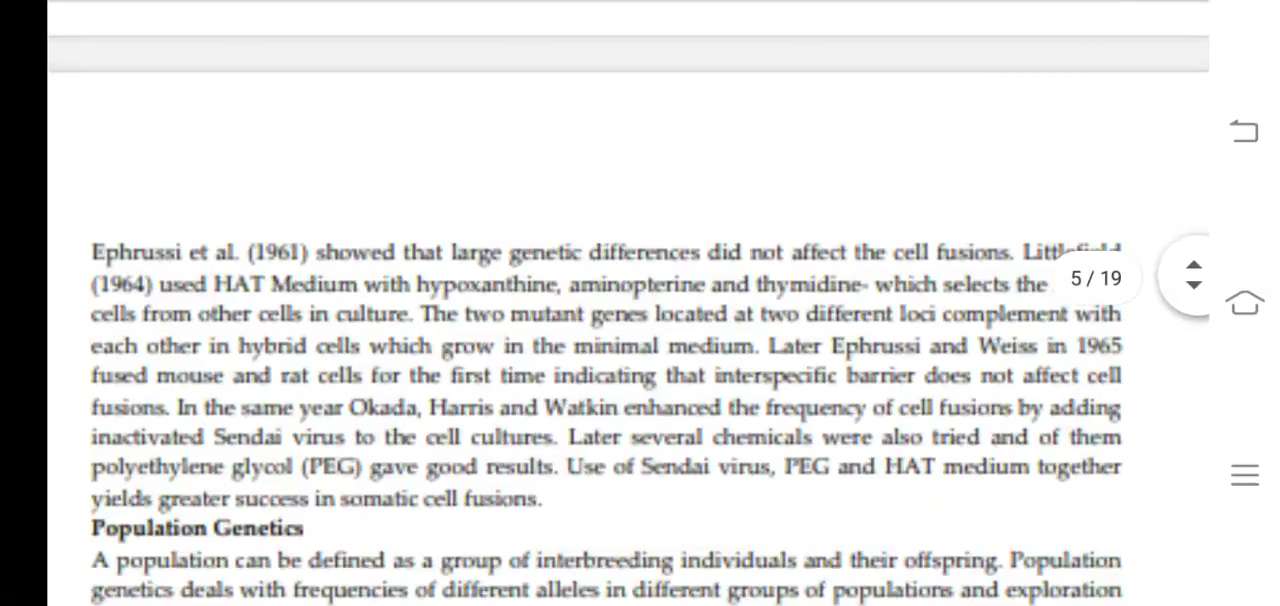 Ephrussi et al. (1961) showed that large genetic differences did not affect the cell fusions. Littlefield
(1964) used HAT Medium with hypoxanthine, aminopterine and thymidine- which selects the
5 / 19
cells from other cells in culture. The two mutant genes located at two different loci complement with
each other in hybrid cells which grow in the minimal medium. Later Ephrussi and Weiss in 1965
fused mouse and rat cells for the first time indicating that interspecific barrier does not affect cell
fusions. In the same year Okada, Harris and Watkin enhanced the frequency of cell fusions by adding
inactivated Sendai virus to the cell cultures. Later several chemicals were also tried and of them
polyethylene glycol (PEG) gave good results. Use of Sendai virus, PEG and HAT medium together
yields greater success in somatic cell fusions.
Population Genetics
A population can be defined as a group of interbreeding individuals and their offspring. Population
genetics deals with frequencies of different alleles in different groups of populations and exploration